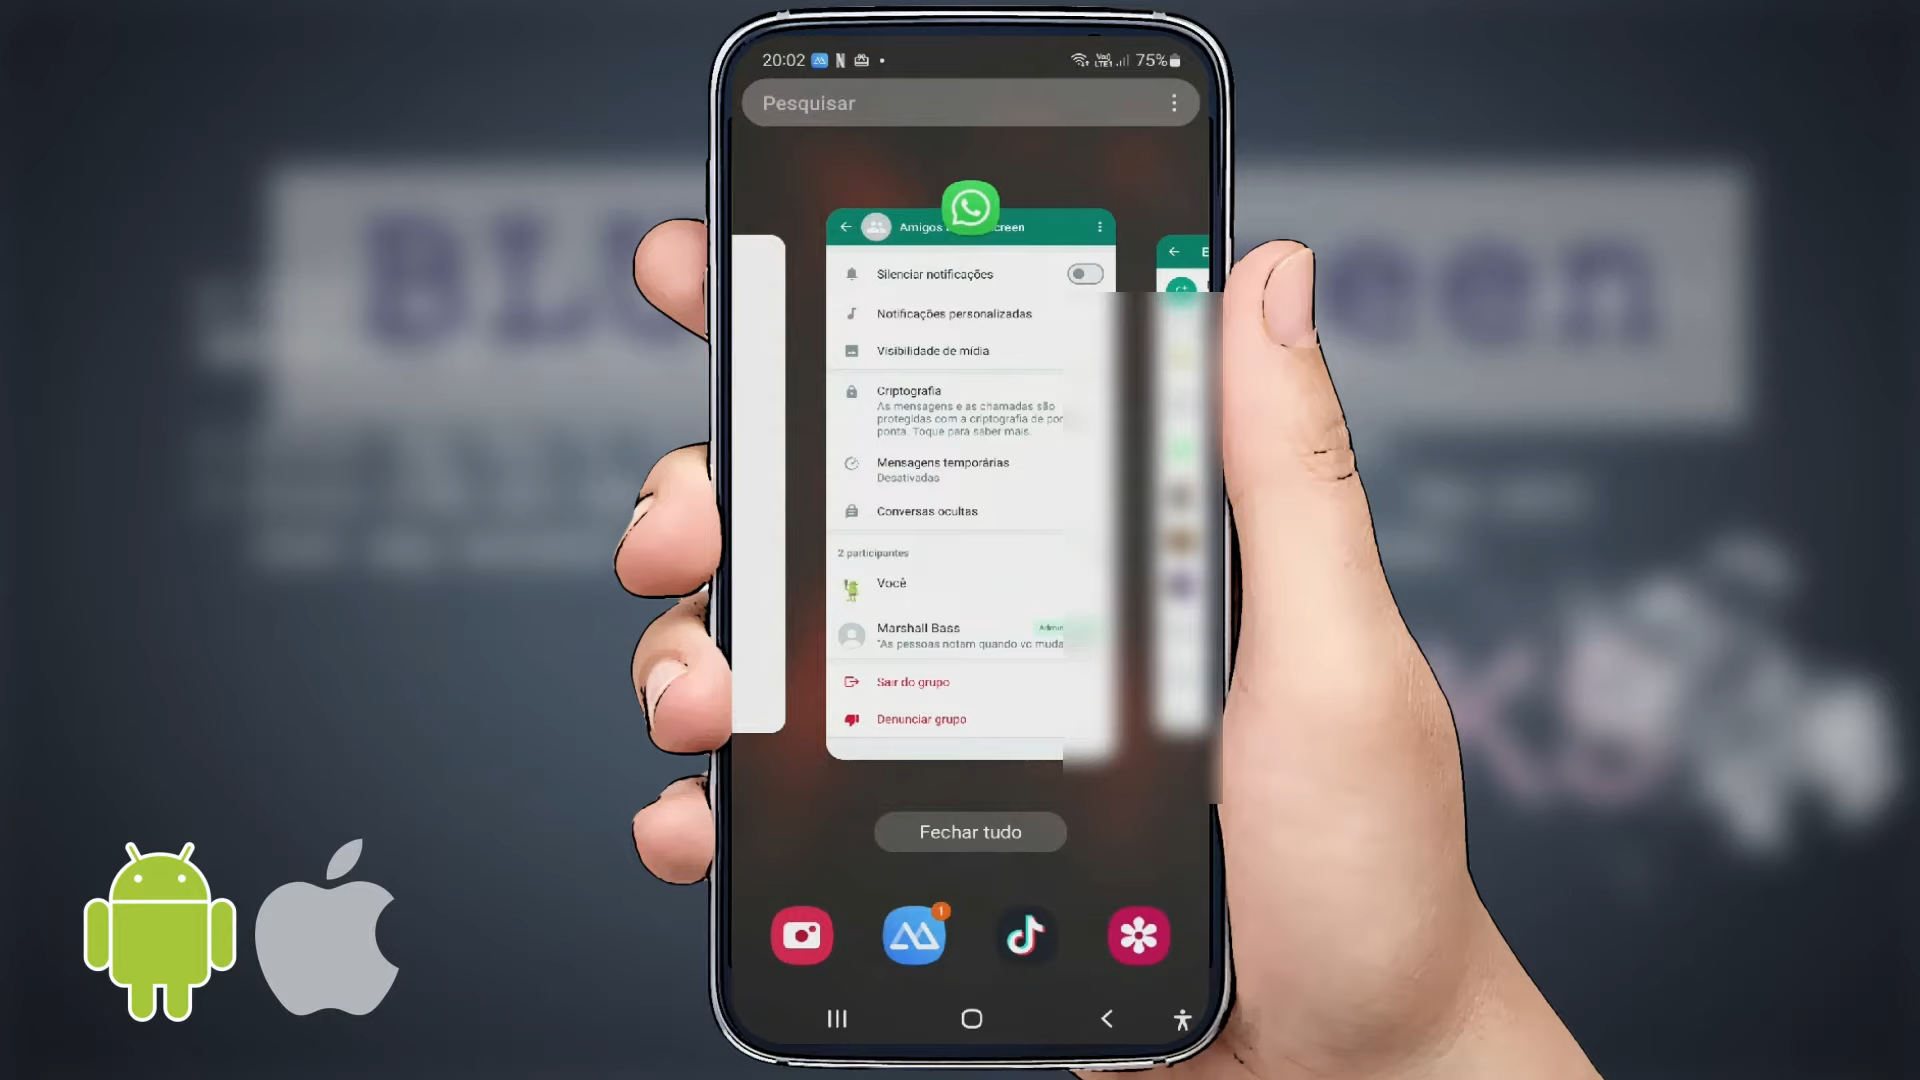 20:02
75%
Pesquisar
Amigos
creen
Silenciar notificações
Notificações personalizadas
Visibilidade de mídia
Criptografia
As mensagens e as chamadas são
protegidas com a criptografia de
ponta. Toque para saber mais.
Mensagens temporárias
Desativadas
Conversas ocultas
2 participantes
Você
Marshall Bass
"As pessoas notam quando vc muda
Sair do grupo
Denunciar grupo
Fechar tudo
1